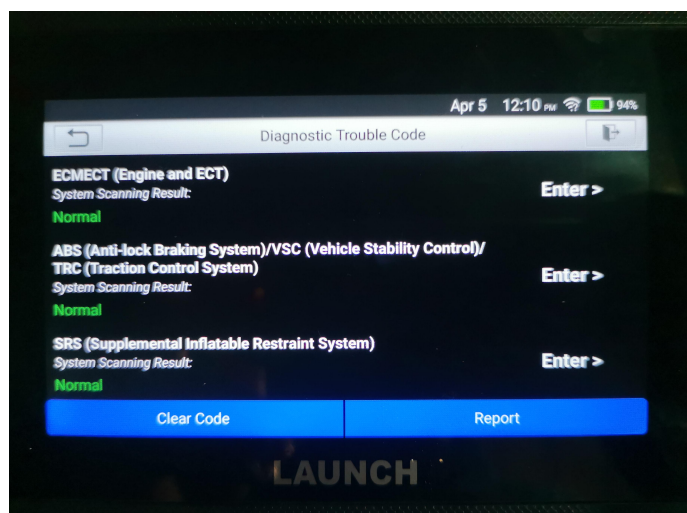 Apr 5 12:10 PM 94%
Diagnostic Trouble Code
ECMECT (Engine and ECT)
System Scanning Result:
Enter >
Normal
ABS (Anti-lock Braking System)/VSC (Vehicle Stability Control)/
TRC (Traction Control System)
System Scanning Result:
Enter >
Normal
SRS (Supplemental Inflatable Restraint System)
System Scanning Result:
Enter >
Normal
Clear Code
Report
LAUNCH